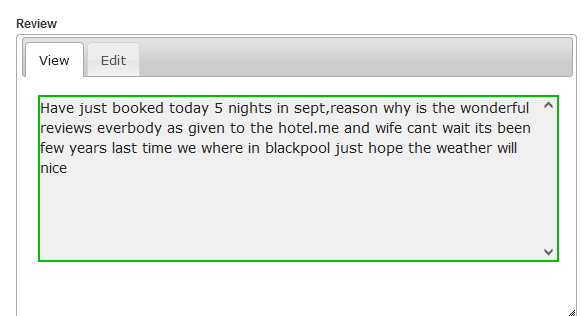 Review
View
Edit
Have just booked today 5 nights in sept,reason why is the wonderful
reviews everbody as given to the hotel.me and wife cant wait its been
few years last time we where in blackpool just hope the weather will
nice